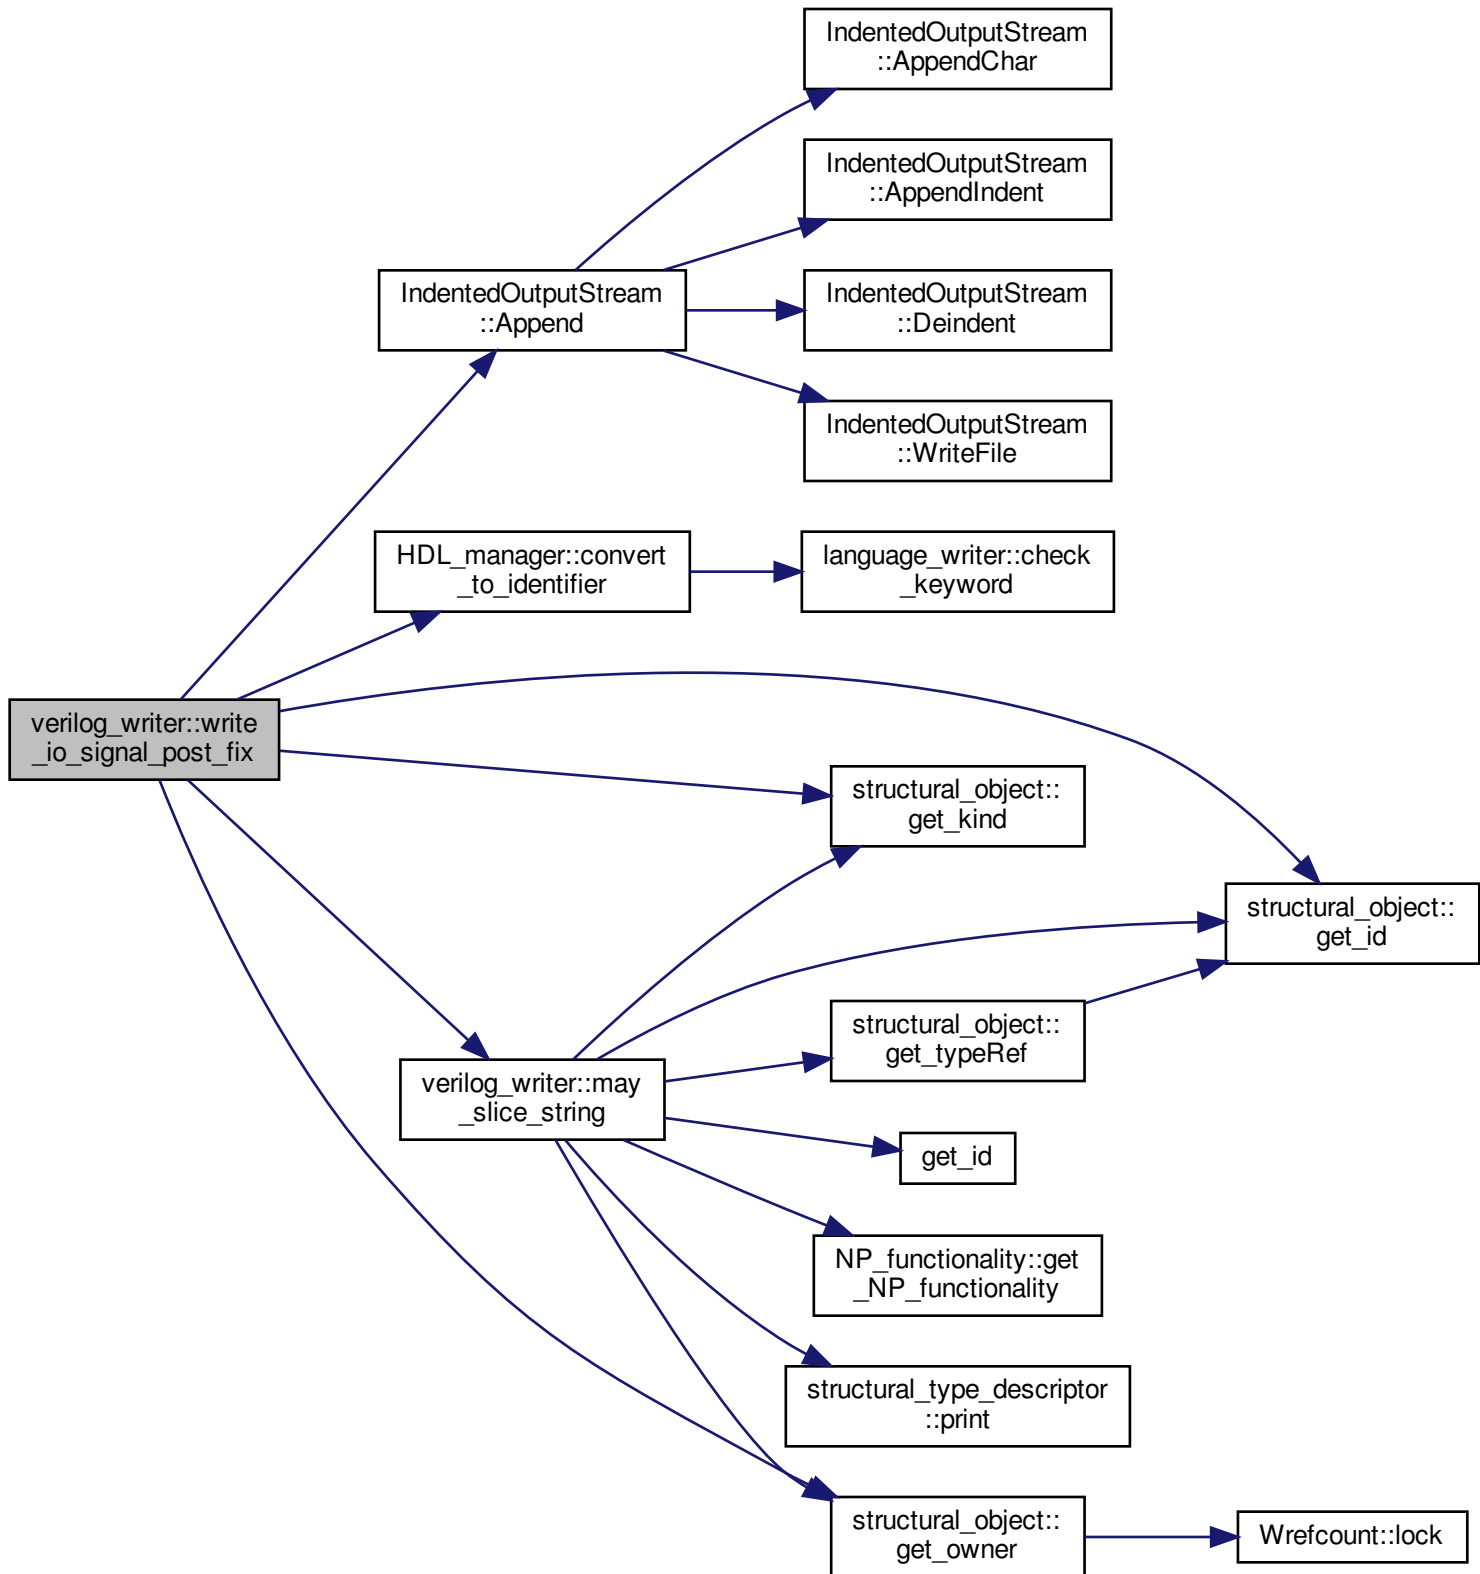 IndentedOutputStream
::AppendChar
IndentedOutputStream
::AppendIndent
IndentedOutputStream
::Append
IndentedOutputStream
::Deindent
IndentedOutputStream
::WriteFile
HDL_manager::convert
_to_identifier
language_writer::check
_keyword
verilog_writer::write
_io_signal_post_fix
structural_object::
get_kind
structural_object::
get_id
structural_object::
get_typeRef
verilog_writer::may
_slice_string
get_id
NP_functionality::get
_NP_functionality
structural_type_descriptor
::print
structural_object::
get_owner
Wrefcount::lock